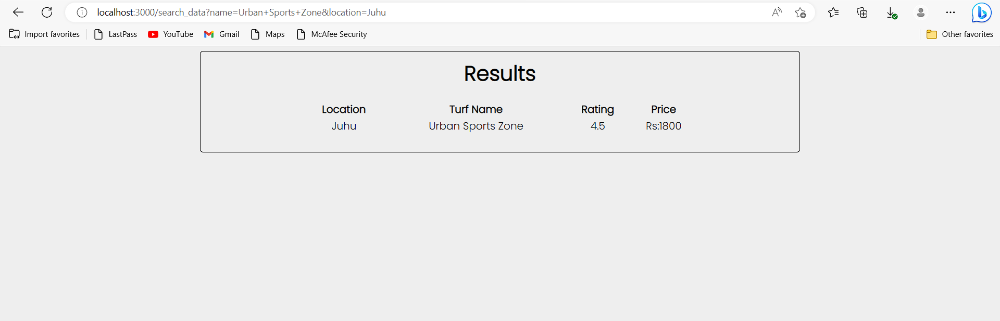 localhost:3000/search_data?name=Urban+Sports+Zone&location=Juhu
Import favorites LastPass YouTube Gmail Maps McAfee Security Other favorites
Results
Location Turf Name Rating Price
Juhu Urban Sports Zone 4.5 Rs:1800